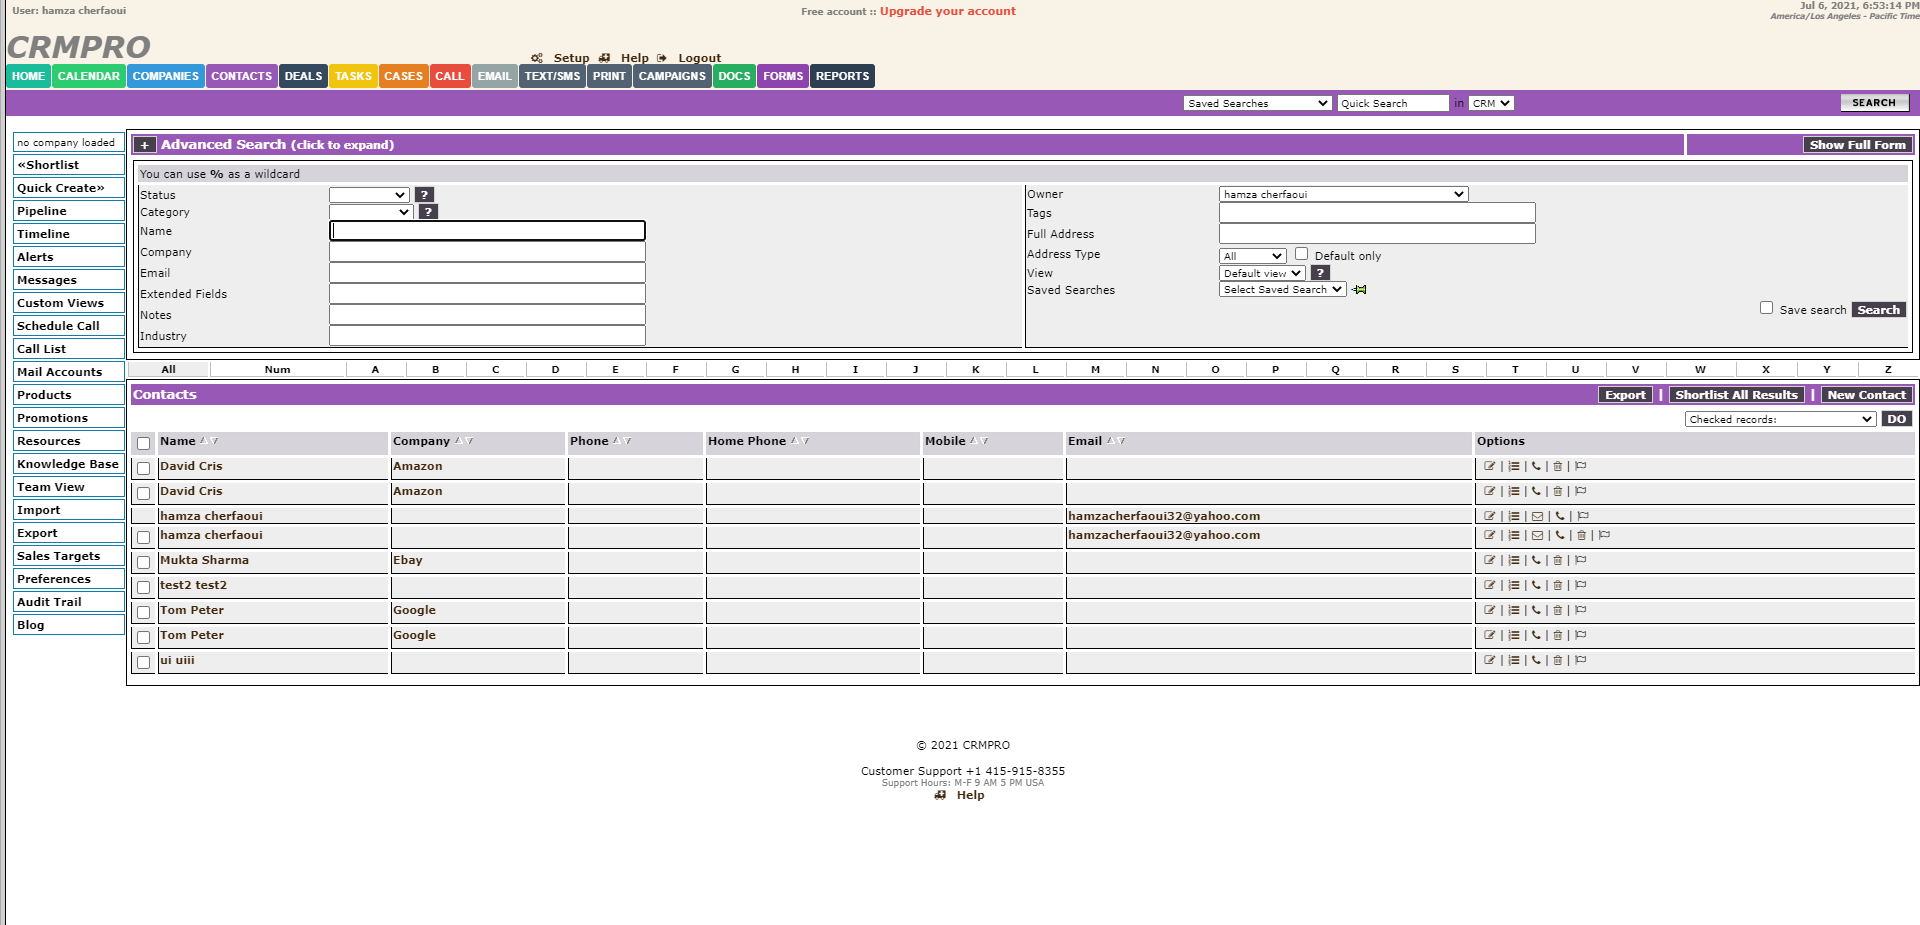 User: hamza cherfaoui
Free account :: Upgrade your account
Jul 6, 2021, 6:53:14 PM
America/Los Angeles - Pacific Time
CRMPRO
Setup Help Logout
HOME CALENDAR COMPANIES CONTACTS DEALS TASKS CASES CALL EMAIL TEXT/SMS PRINT CAMPAIGNS DOCS FORMS REPORTS
Saved Searches Quick Search in CRM SEARCH
no company loaded
«Shortlist
Quick Create»
Pipeline
Timeline
Alerts
Messages
Custom Views
Schedule Call
Call List
Mail Accounts
Products
Promotions
Resources
Knowledge Base
Team View
Import
Export
Sales Targets
Preferences
Audit Trail
Blog
+ Advanced Search (click to expand) Show Full Form
You can use % as a wildcard
Status ?
Category ?
Name
Company
Email
Extended Fields
Notes
Industry
Owner hamza cherfaoui
Tags
Full Address
Address Type All Default only
View Default view ?
Saved Searches Select Saved Search
Save search Search
All Num A B C D E F G H I J K L M N O P Q R S T U V W X Y Z
Contacts Export | Shortlist All Results | New Contact
Checked records: DO
Name Company Phone Home Phone Mobile Email Options
David Cris Amazon
David Cris Amazon
hamza cherfaoui hamzacherfaoui32@yahoo.com
hamza cherfaoui hamzacherfaoui32@yahoo.com
Mukta Sharma Ebay
test2 test2
Tom Peter Google
Tom Peter Google
ui uiii
© 2021 CRMPRO
Customer Support +1 415-915-8355
Support Hours: M-F 9 AM 5 PM USA
Help